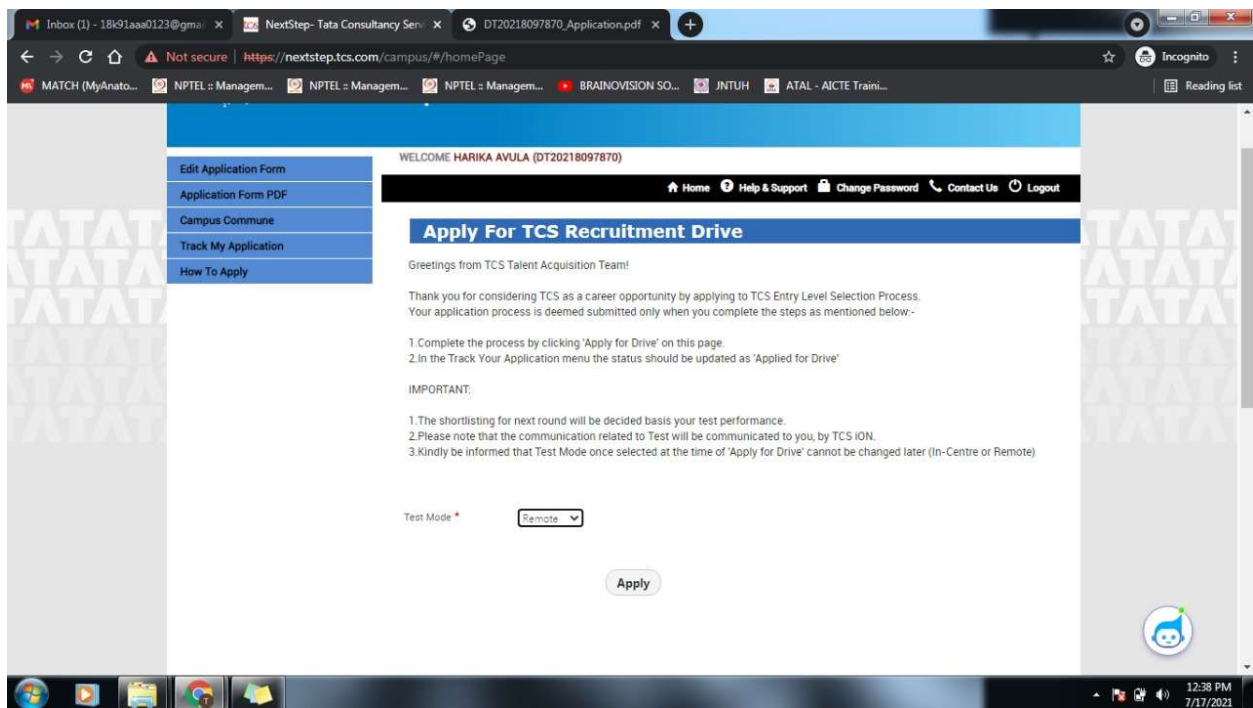 Inbox (1) - 18k91aaa0123@gmai
NextStep- Tata Consultancy Serv
DT20218097870_Application.pdf
Not secure | https://nextstep.tcs.com/campus/#/homePage
Incognito
MATCH (MyAnato...
NPTEL :: Managem...
NPTEL :: Managem...
NPTEL :: Managem...
BRAINOVISION SO...
JNTUH
ATAL - AICTE Traini...
Reading list
WELCOME HARIKA AVULA (DT20218097870)
Home Help & Support Change Password Contact Us Logout
Edit Application Form
Application Form PDF
Campus Commune
Track My Application
How To Apply
Apply For TCS Recruitment Drive
Greetings from TCS Talent Acquisition Team!
Thank you for considering TCS as a career opportunity by applying to TCS Entry Level Selection Process.
Your application process is deemed submitted only when you complete the steps as mentioned below:-
1.Complete the process by clicking 'Apply for Drive' on this page.
2.In the Track Your Application menu the status should be updated as 'Applied for Drive'
IMPORTANT:
1.The shortlisting for next round will be decided basis your test performance.
2.Please note that the communication related to Test will be communicated to you, by TCS iON.
3.Kindly be informed that Test Mode once selected at the time of 'Apply for Drive' cannot be changed later (In-Centre or Remote)
Test Mode *
Remote
Apply
12:38 PM
7/17/2021